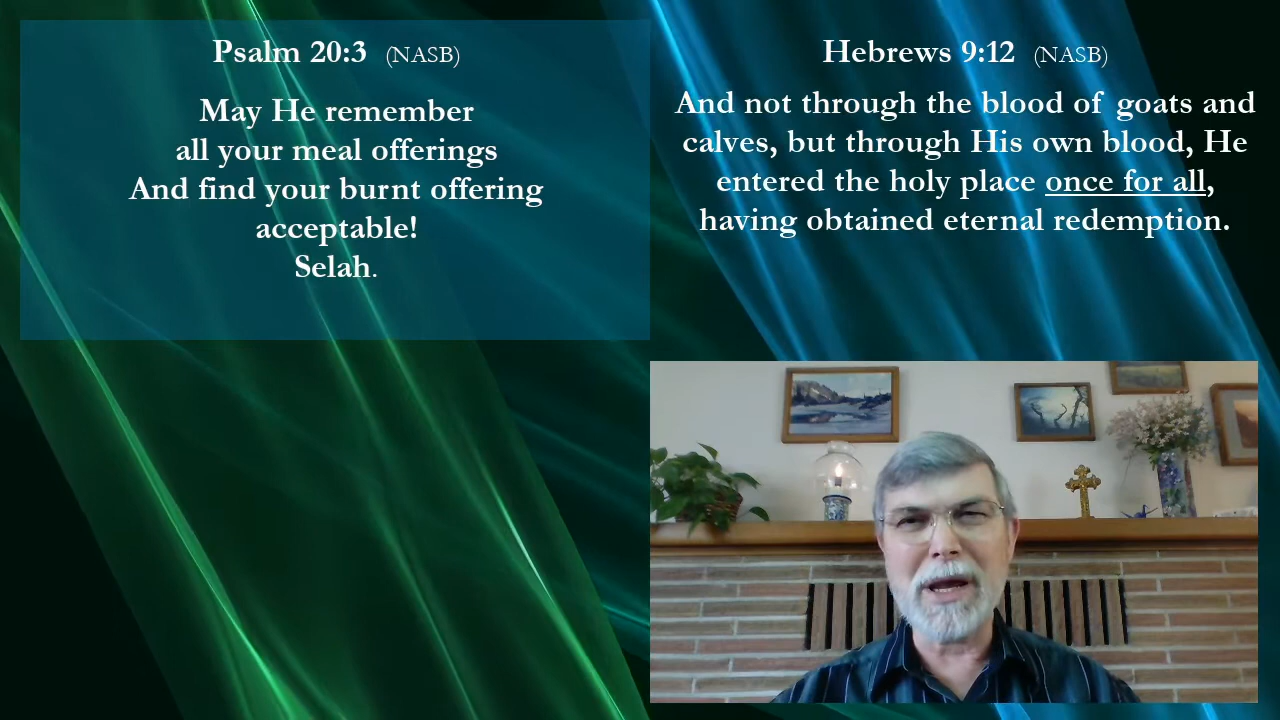 Psalm 20:3 (NASB)
May He remember
all your meal offerings
And find your burnt offering
acceptable!
Selah.
Hebrews 9:12 (NASB)
And not through the blood of goats and
calves, but through His own blood, He
entered the holy place once for all,
having obtained eternal redemption.